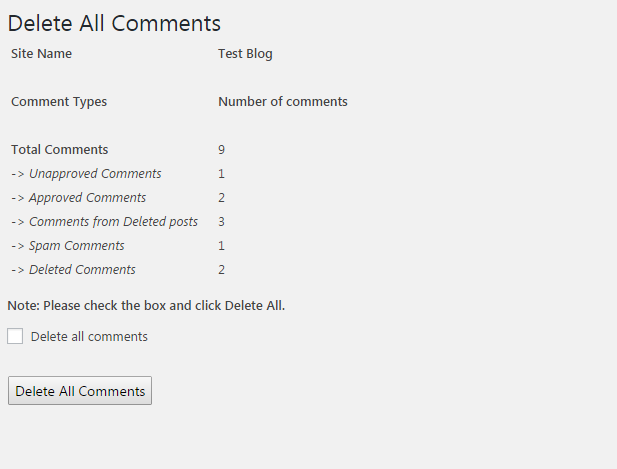 Delete All Comments
Site Name Test Blog
Comment Types Number of comments
Total Comments 9
-> Unapproved Comments 1
-> Approved Comments 2
-> Comments from Deleted posts 3
-> Spam Comments 1
-> Deleted Comments 2
Note: Please check the box and click Delete All.
Delete all comments
Delete All Comments